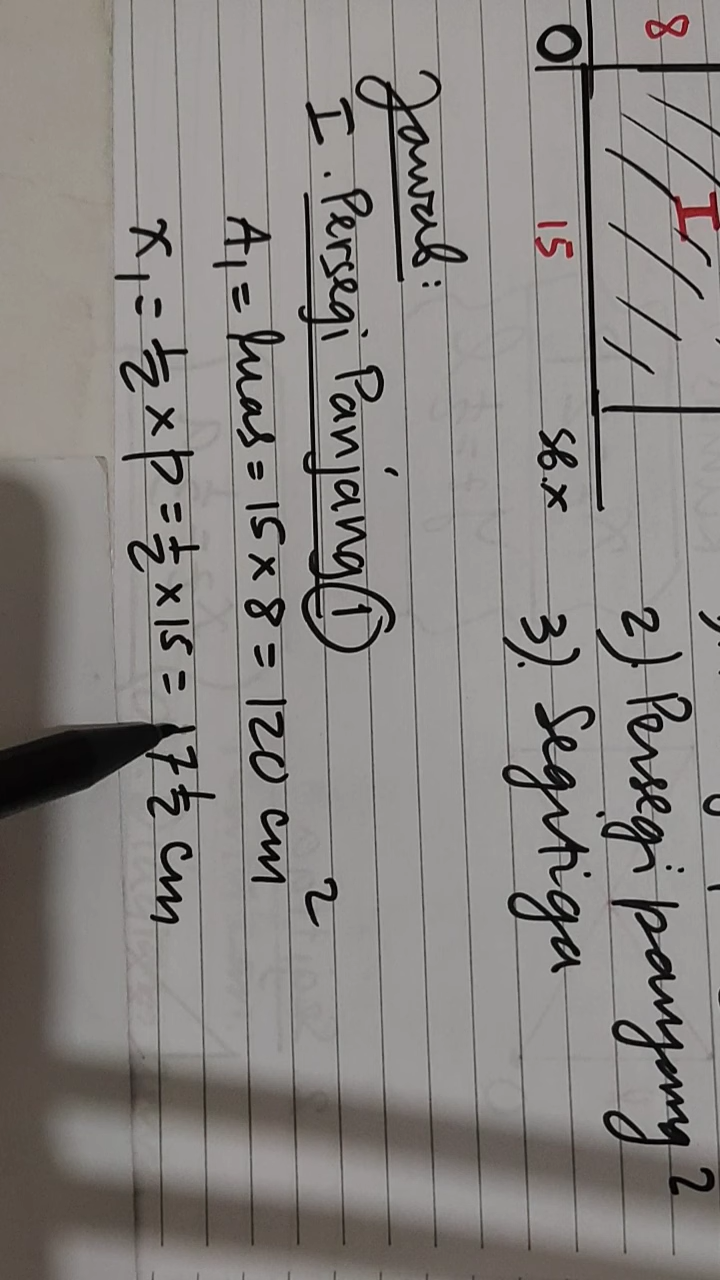 8
I
2). Persegi panjang 2
0
15
sb.x
3). Segitiga
Jawab:
I. Persegi Panjang 1
A₁ = luas = 15 x 8 = 120 cm²
x₁ = 1/2 x p = 1/2 x 15 = 7 1/2 cm